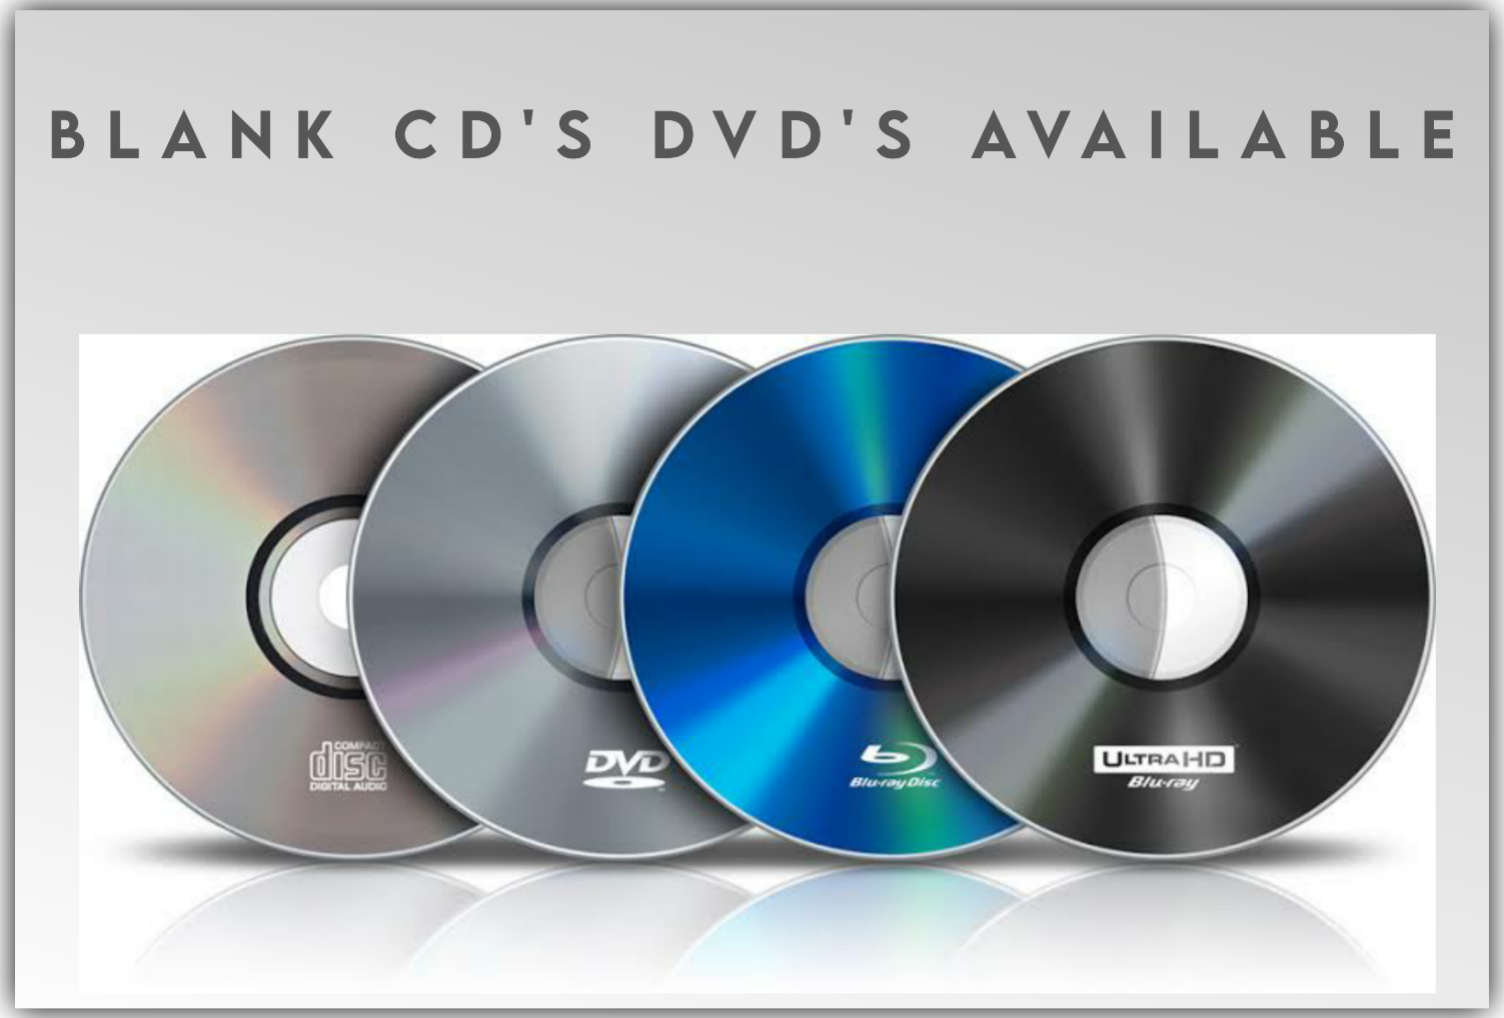 BLANK CD'S DVD'S AVAILABLE
COMPACT
disc
DIGITAL AUDIO
DVD
Blu-ray Disc
ULTRA HD
Blu-ray